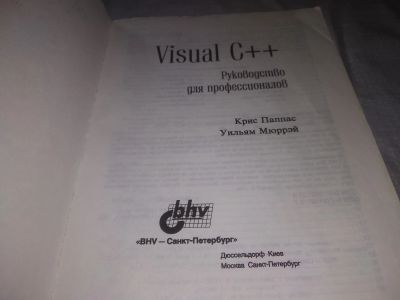 Visual C++
Руководство
для профессионалов
Крис Паппас
Уильям Мюррэй
bhv
«BHV — Санкт-Петербург»
Дюссельдорф Киев
Москва Санкт-Петербург